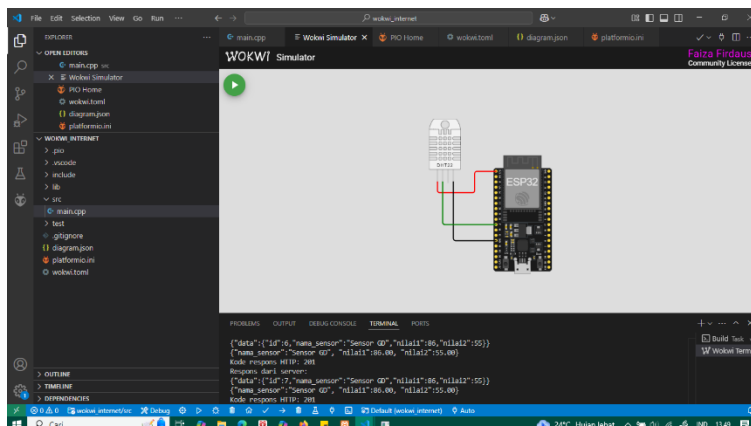 File Edit Selection View Go Run ···
wokwi_internet
EXPLORER
OPEN EDITORS
main.cpp src
Wokwi Simulator
PIO Home
wokwi.toml
diagram.json
platformio.ini
WOKWI_INTERNET
.pio
.vscode
include
lib
src
main.cpp
test
.gitignore
diagram.json
platformio.ini
wokwi.toml
OUTLINE
TIMELINE
DEPENDENCIES
main.cpp Wokwi Simulator PIO Home wokwi.toml diagram.json platformio.ini
WOKWI Simulator
Faiza Firdaus
Community License
DHT22
ESP32
PROBLEMS OUTPUT DEBUG CONSOLE TERMINAL PORTS
{"data":{"id":6,"nama_sensor":"Sensor GD","nilai1":86,"nilai2":55}}
{"nama_sensor":"Sensor GD", "nilai1":86.00, "nilai2":55.00}
Kode respons HTTP: 201
Respons dari server:
{"data":{"id":7,"nama_sensor":"Sensor GD","nilai1":86,"nilai2":55}}
{"nama_sensor":"Sensor GD", "nilai1":86.00, "nilai2":55.00}
Kode respons HTTP: 201
Build Task
Wokwi Term
0 0 wokwi_internet/src Debug Default (wokwi_internet) Auto
Cari
24°C Hujan lebat
IND 13.49